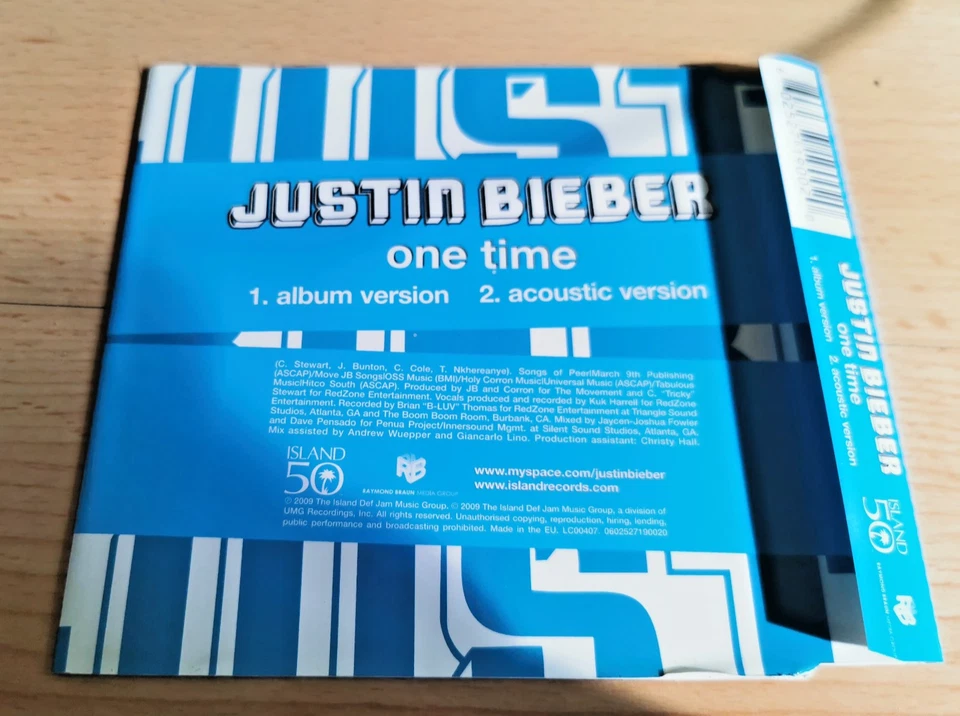 JUSTIN BIEBER
one time
1. album version 2. acoustic version
(C. Stewart, J. Bunton, C. Cole, T. Nkhereanye). Songs of Peer/March 9th Publishing
(ASCAP)/Move JB Songs/OSS Music (BMI)/Holy Corron Music/Universal Music (ASCAP)/Tabulous
Music/Hitco South (ASCAP). Produced by JB and Corron for The Movement and C. "Tricky"
Stewart for RedZone Entertainment. Vocals produced and recorded by Kuk Harrell for RedZone
Entertainment. Recorded by Brian "B-LUV" Thomas for RedZone Entertainment at Triangle Sound
Studios, Atlanta, GA and The Boom Boom Room, Burbank, CA. Mixed by Jaycen-Joshua Fowler
and Dave Pensado for Penua Project/Innersound Mgmt. at Silent Sound Studios, Atlanta, GA.
Mix assisted by Andrew Wuepper and Giancarlo Lino. Production assistant: Christy Hall.
ISLAND
50
RB
RAYMOND BRAUN MEDIA GROUP
www.myspace.com/justinbieber
www.islandrecords.com
℗ 2009 The Island Def Jam Music Group. © 2009 The Island Def Jam Music Group, a division of
UMG Recordings, Inc. All rights reserved. Unauthorised copying, reproduction, hiring, lending,
public performance and broadcasting prohibited. Made in the EU. LC00407. 0602527190020
JUSTIN BIEBER
one time
1. album version 2. acoustic version
ISLAND
50
RB